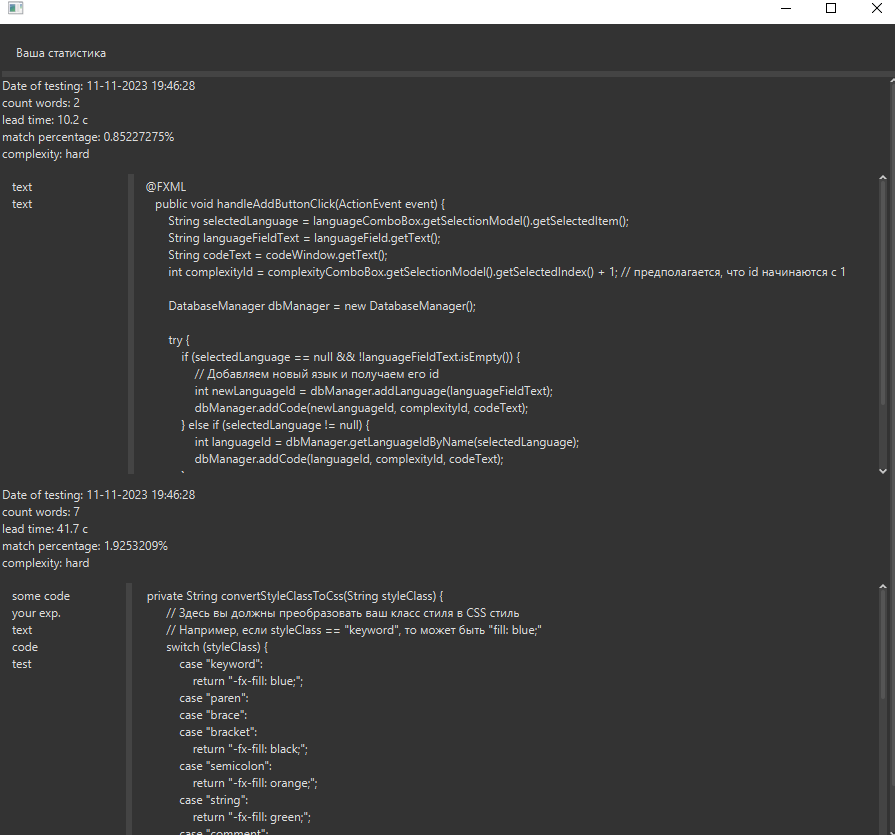 Ваша статистика
Date of testing: 11-11-2023 19:46:28
count words: 2
lead time: 10.2 c
match percentage: 0.85227275%
complexity: hard
text
text
@FXML
public void handleAddButtonClick(ActionEvent event) {
String selectedLanguage = languageComboBox.getSelectionModel().getSelectedItem();
String languageFieldText = languageField.getText();
String codeText = codeWindow.getText();
int complexityId = complexityComboBox.getSelectionModel().getSelectedIndex() + 1; // предполагается, что id начинаются с 1
DatabaseManager dbManager = new DatabaseManager();
try {
if (selectedLanguage == null && !languageFieldText.isEmpty()) {
// Добавляем новый язык и получаем его id
int newLanguageId = dbManager.addLanguage(languageFieldText);
dbManager.addCode(newLanguageId, complexityId, codeText);
} else if (selectedLanguage != null) {
int languageId = dbManager.getLanguageIdByName(selectedLanguage);
dbManager.addCode(languageId, complexityId, codeText);
Date of testing: 11-11-2023 19:46:28
count words: 7
lead time: 41.7 c
match percentage: 1.9253209%
complexity: hard
some code
your exp.
text
code
test
private String convertStyleClassToCss(String styleClass) {
// Здесь вы должны преобразовать ваш класс стиля в CSS стиль
// Например, если styleClass == "keyword", то может быть "fill: blue;"
switch (styleClass) {
case "keyword":
return "-fx-fill: blue;";
case "paren":
case "brace":
case "bracket":
return "-fx-fill: black;";
case "semicolon":
return "-fx-fill: orange;";
case "string":
return "-fx-fill: green;";
case "comment":